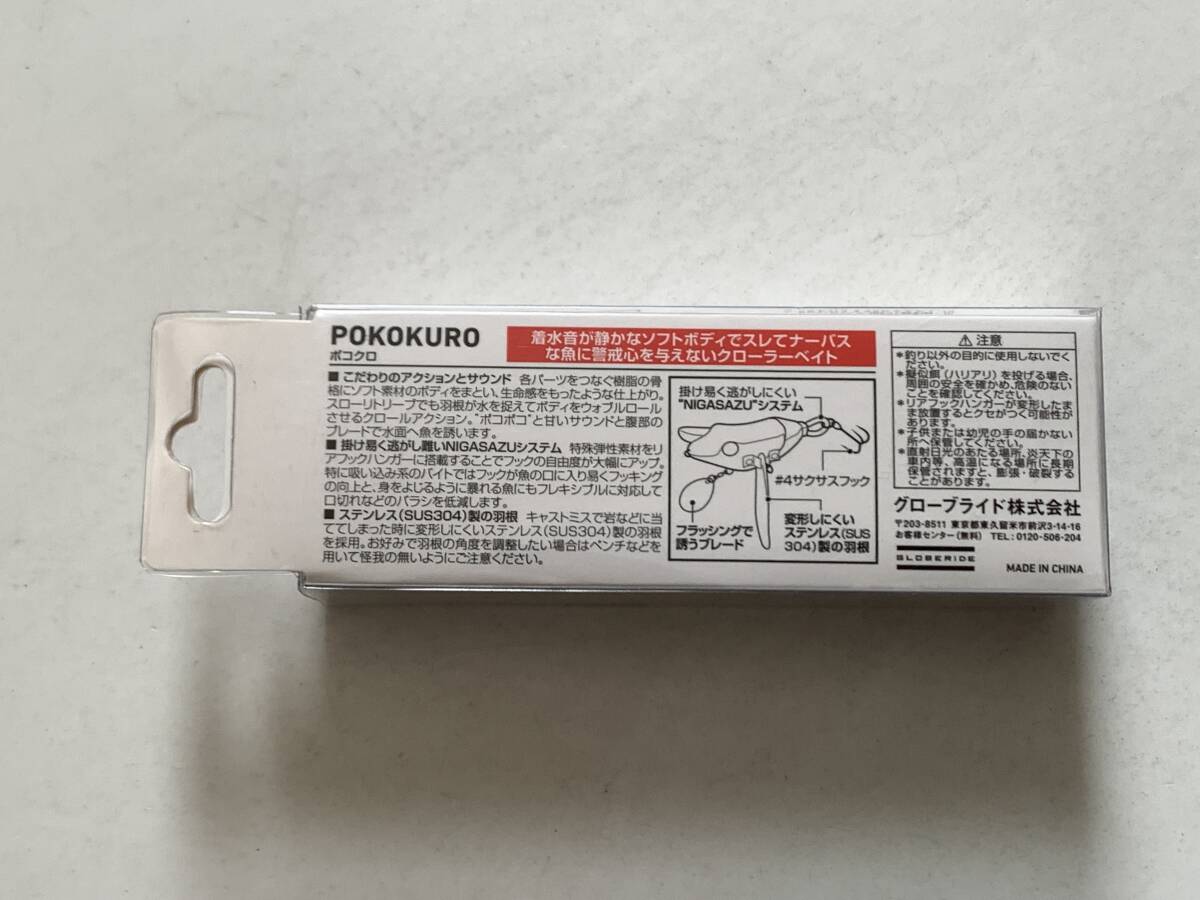 POKOKURO
ポコクロ
着水音が静かなソフトボディでスレてナーバス
な魚に警戒心を与えないクローラーベイト
■こだわりのアクションとサウンド 各パーツをつなぐ樹脂の骨
格にソフト素材のボディをまとい、生命感をもったような仕上がり。
スローリトリーブでも羽根が水を捉えてボディをウォブルロール
させるクロールアクション。"ポコポコ"と甘いサウンドと腹部の
ブレードで水面へ魚を誘います。
■掛け易く逃がし難いNIGASAZUシステム 特殊弾性素材をリ
アフックハンガーに搭載することでフックの自由度が大幅にアップ。
特に吸い込み系のバイトではフックが魚の口に入り易くフッキング
の向上と、身をよじるように暴れる魚にもフレキシブルに対応して
口切れなどのバラシを低減します。
■ステンレス(SUS304)製の羽根 キャストミスで岩などに当
ててしまった時に変形しにくいステンレス(SUS304)製の羽根
を採用。お好みで羽根の角度を調整したい場合はペンチなどを
用いて怪我の無いようにご注意ください。
掛け易く逃がしにくい
"NIGASAZU"システム
#4サクサスフック
フラッシングで
誘うブレード
変形しにくい
ステンレス(SUS
304)製の羽根
⚠注意
*釣り以外の目的に使用しないでく
ださい。
*疑似餌(ハリアリ)を投げる場合、
周囲の安全を確かめ、危険のない
ことを確認してください。
*リアフックハンガーが変形したま
ま放置するとクセがつく可能性が
あります。
*子供または幼児の手の届かない
所へ保管してください。
*直射日光のあたる場所、炎天下の
車内等、高温になる場所に長期
保管されますと、膨張・破裂する
ことがあります。
グローブライド株式会社
〒203-8511 東京都東久留米市前沢3-14-16
お客様センター(無料) TEL:0120-506-204
GLOBERIDE
MADE IN CHINA